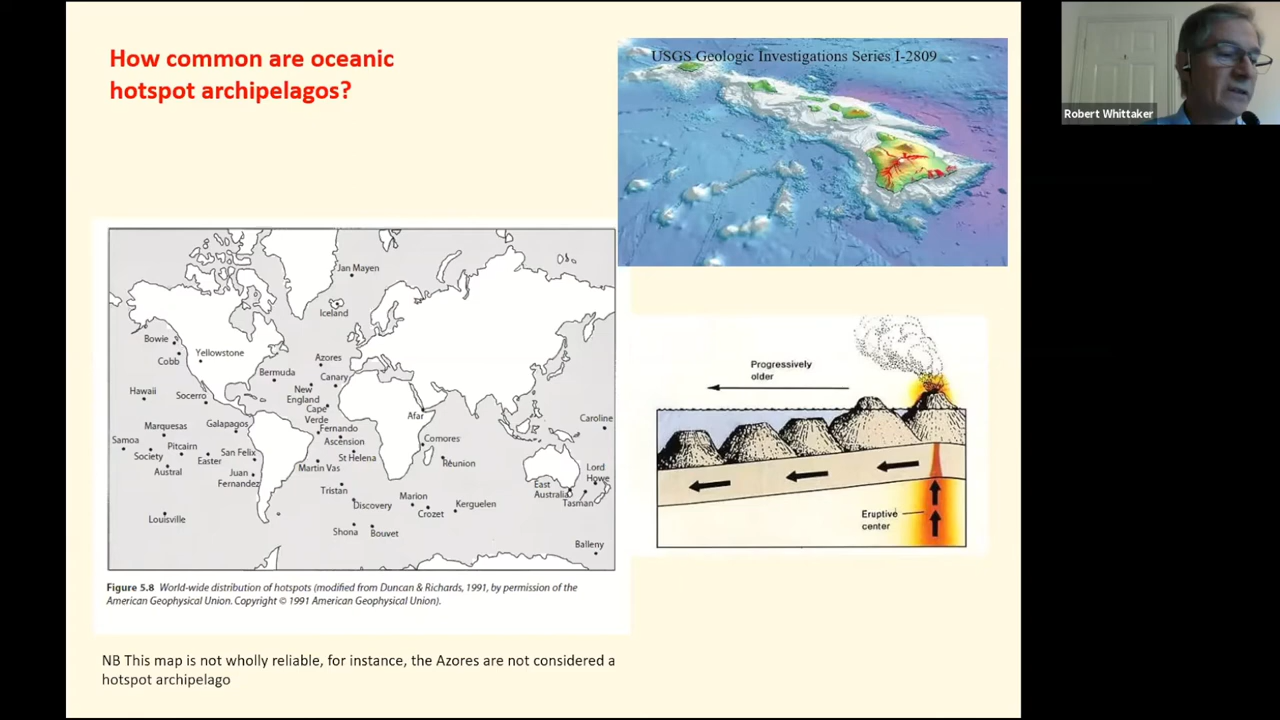 How common are oceanic
hotspot archipelagos?
USGS Geologic Investigations Series I-2809
Robert Whittaker
Jan Mayen
Iceland
Bowie
Cobb
Yellowstone
Azores
Bermuda
Canary
New
England
Hawaii
Socerro
Cape
Verde
Afar
Caroline
Galapagos
Fernando
Marquesas
Samoa
Pitcairn
Society
Easter
San Felix
Ascension
Comores
Austral
St Helena
Réunion
Juan
Fernandez
Martin Vas
Lord
Howe
East
Australia
Tasman
Tristan
Discovery
Marion
Crozet
Kerguelen
Louisville
Shona
Bouvet
Balleny
Figure 5.8 World-wide distribution of hotspots (modified from Duncan & Richards, 1991, by permission of the
American Geophysical Union. Copyright © 1991 American Geophysical Union).
Progressively
older
Eruptive
center
NB This map is not wholly reliable, for instance, the Azores are not considered a
hotspot archipelago